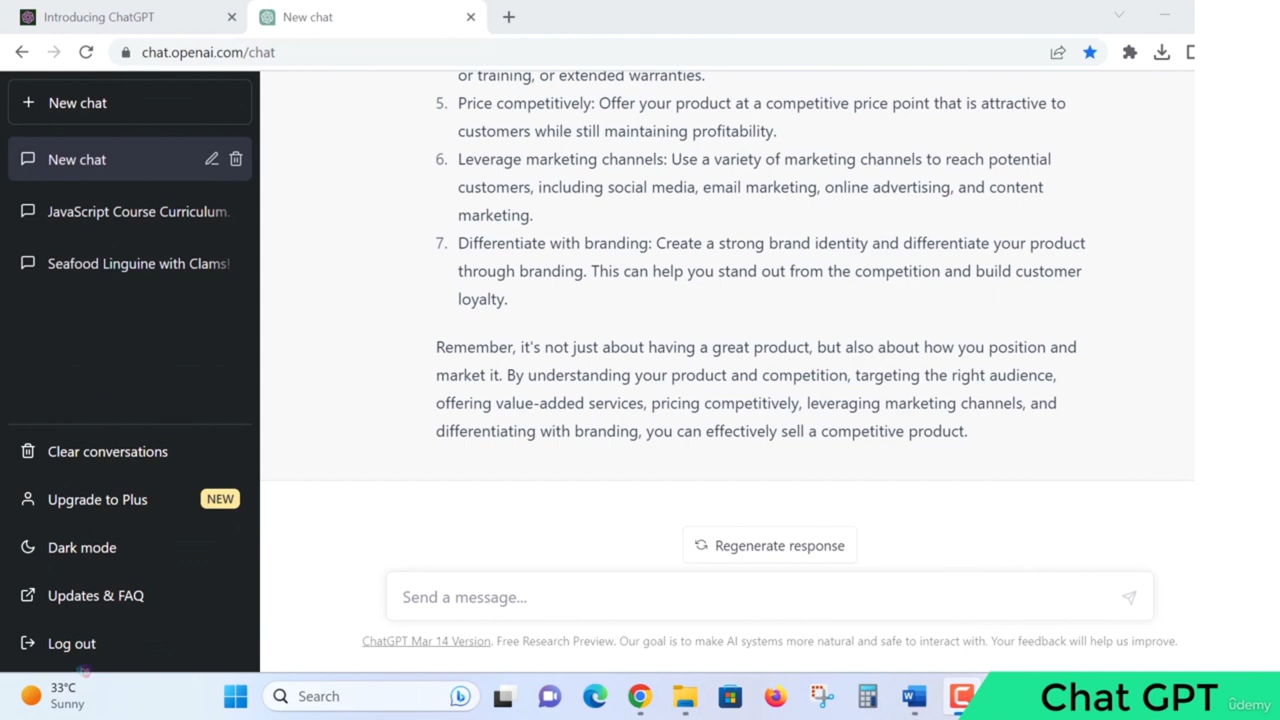 Introducing ChatGPT
New chat
chat.openai.com/chat
New chat
New chat
JavaScript Course Curriculum.
Seafood Linguine with Clams!
Clear conversations
Upgrade to Plus NEW
Dark mode
Updates & FAQ
Log out
or training, or extended warranties.
5. Price competitively: Offer your product at a competitive price point that is attractive to
customers while still maintaining profitability.
6. Leverage marketing channels: Use a variety of marketing channels to reach potential
customers, including social media, email marketing, online advertising, and content
marketing.
7. Differentiate with branding: Create a strong brand identity and differentiate your product
through branding. This can help you stand out from the competition and build customer
loyalty.
Remember, it's not just about having a great product, but also about how you position and
market it. By understanding your product and competition, targeting the right audience,
offering value-added services, pricing competitively, leveraging marketing channels, and
differentiating with branding, you can effectively sell a competitive product.
Regenerate response
Send a message...
ChatGPT Mar 14 Version. Free Research Preview. Our goal is to make AI systems more natural and safe to interact with. Your feedback will help us improve.
33°C
Sunny
Search
Chat GPT
ûdemy